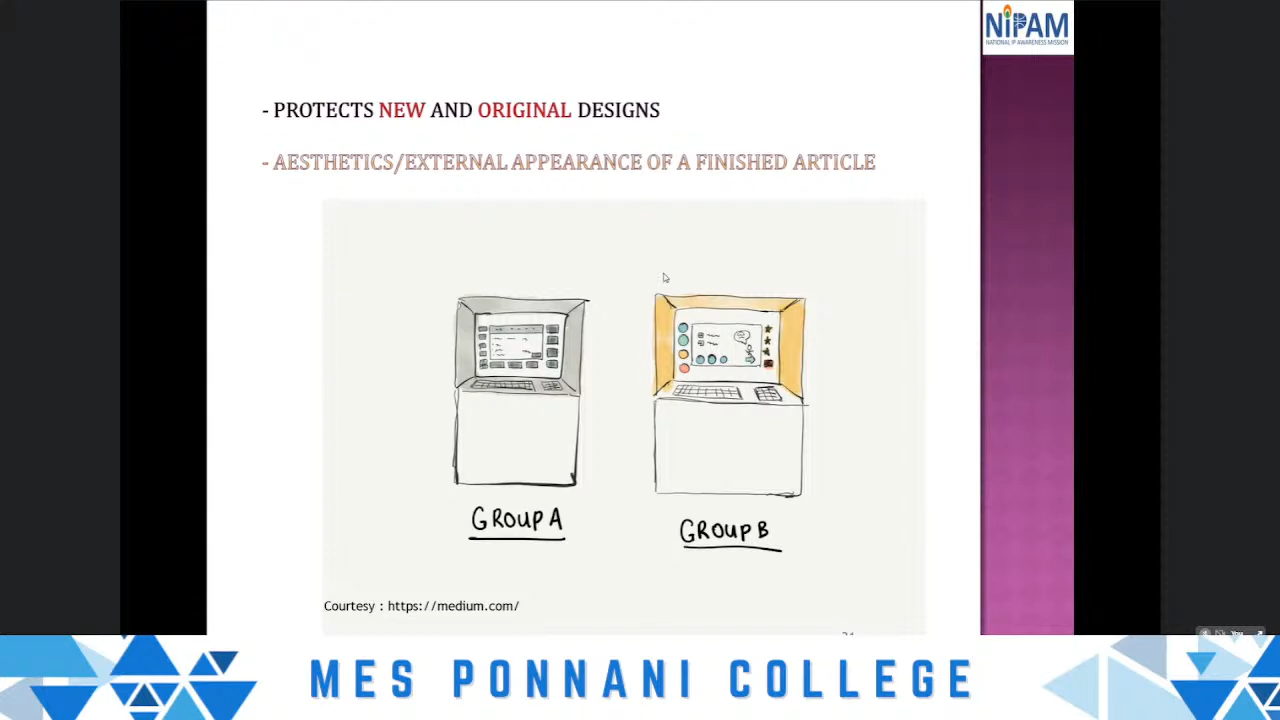 NiPAM
NATIONAL IP AWARENESS MISSION
- PROTECTS NEW AND ORIGINAL DESIGNS
- AESTHETICS/EXTERNAL APPEARANCE OF A FINISHED ARTICLE
GROUP A
GROUP B
Courtesy : https://medium.com/
You
MES PONNANI COLLEGE